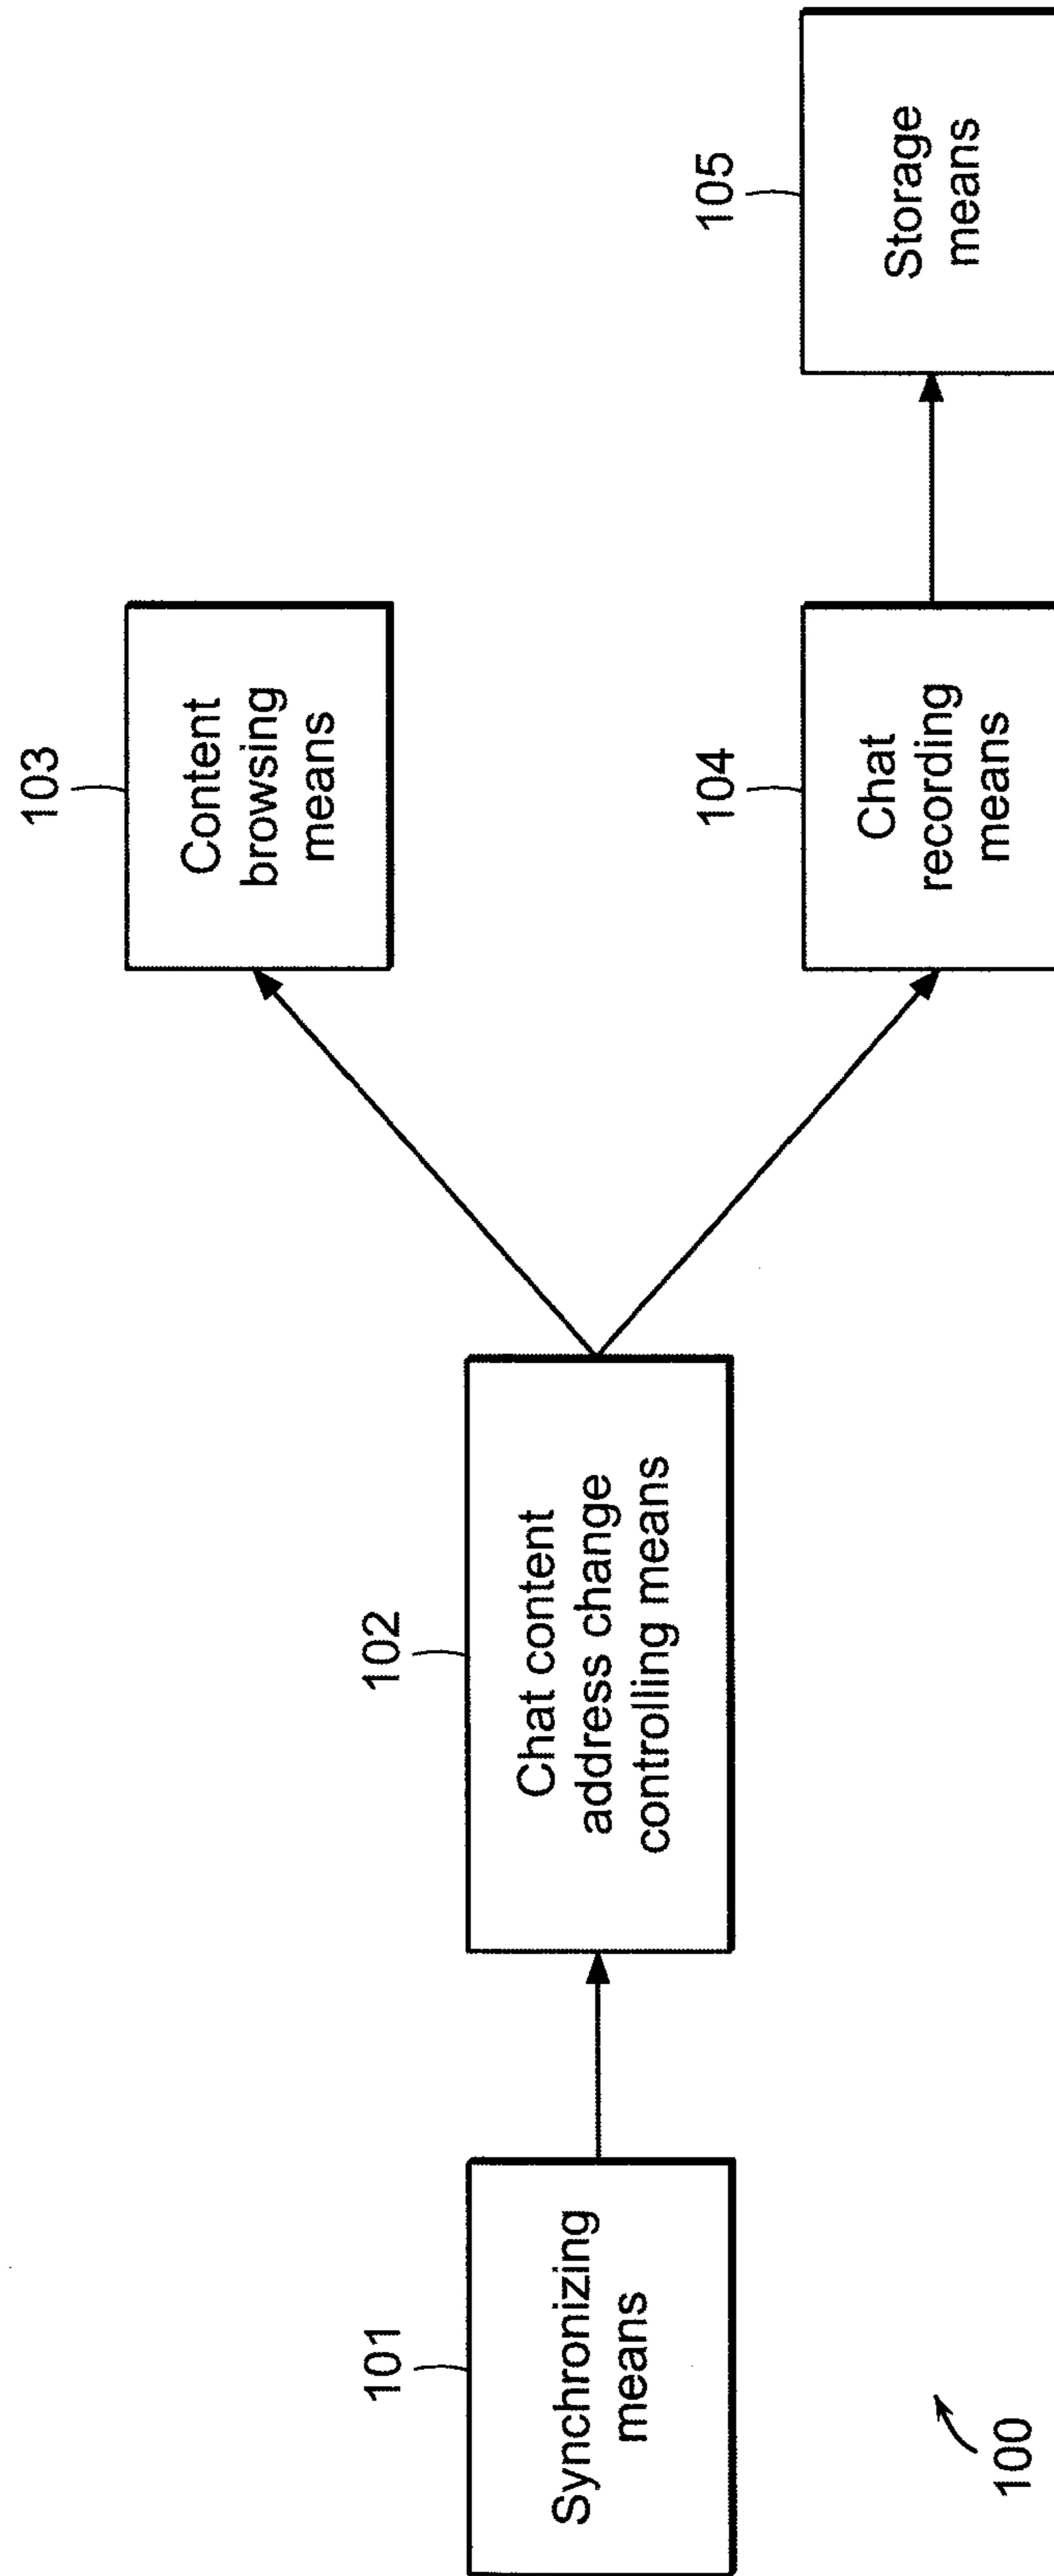 101
Synchronizing
means
102
Chat content
address change
controlling means
103
Content
browsing
means
104
Chat
recording
means
105
Storage
means
100